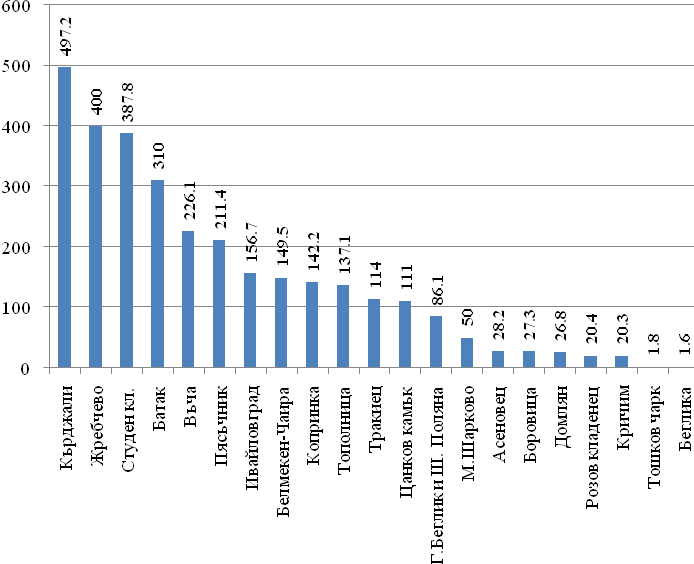 600
500
400
300
200
100
0
497.2
400
387.8
310
226.1
211.4
156.7
149.5
142.2
137.1
114
111
86.1
50
28.2
27.3
26.8
20.4
20.3
1.8
1.6
Кърджали
Жребчево
Студен кл.
Батак
Въча
Пясъчник
Ивайловград
Белмекен-Чаира
Копринка
Тополница
Тракиец
Цанков камък
Г.Беглик и Ш. Поляна
М.Шарково
Асеновец
Боровица
Домлян
Розов кладенец
Кричим
Тошков чарк
Беглика